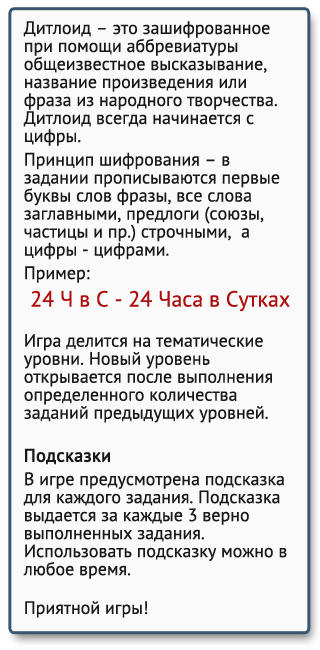 Дитлоид – это зашифрованное
при помощи аббревиатуры
общеизвестное высказывание,
название произведения или
фраза из народного творчества.
Дитлоид всегда начинается с
цифры.
Принцип шифрования – в
задании прописываются первые
буквы слов фразы, все слова
заглавными, предлоги (союзы,
частицы и пр.) строчными, а
цифры - цифрами.
Пример:
24 Ч в С - 24 Часа в Сутках
Игра делится на тематические
уровни. Новый уровень
открывается после выполнения
определенного количества
заданий предыдущих уровней.
Подсказки
В игре предусмотрена подсказка
для каждого задания. Подсказка
выдается за каждые 3 верно
выполненных задания.
Использовать подсказку можно в
любое время.
Приятной игры!